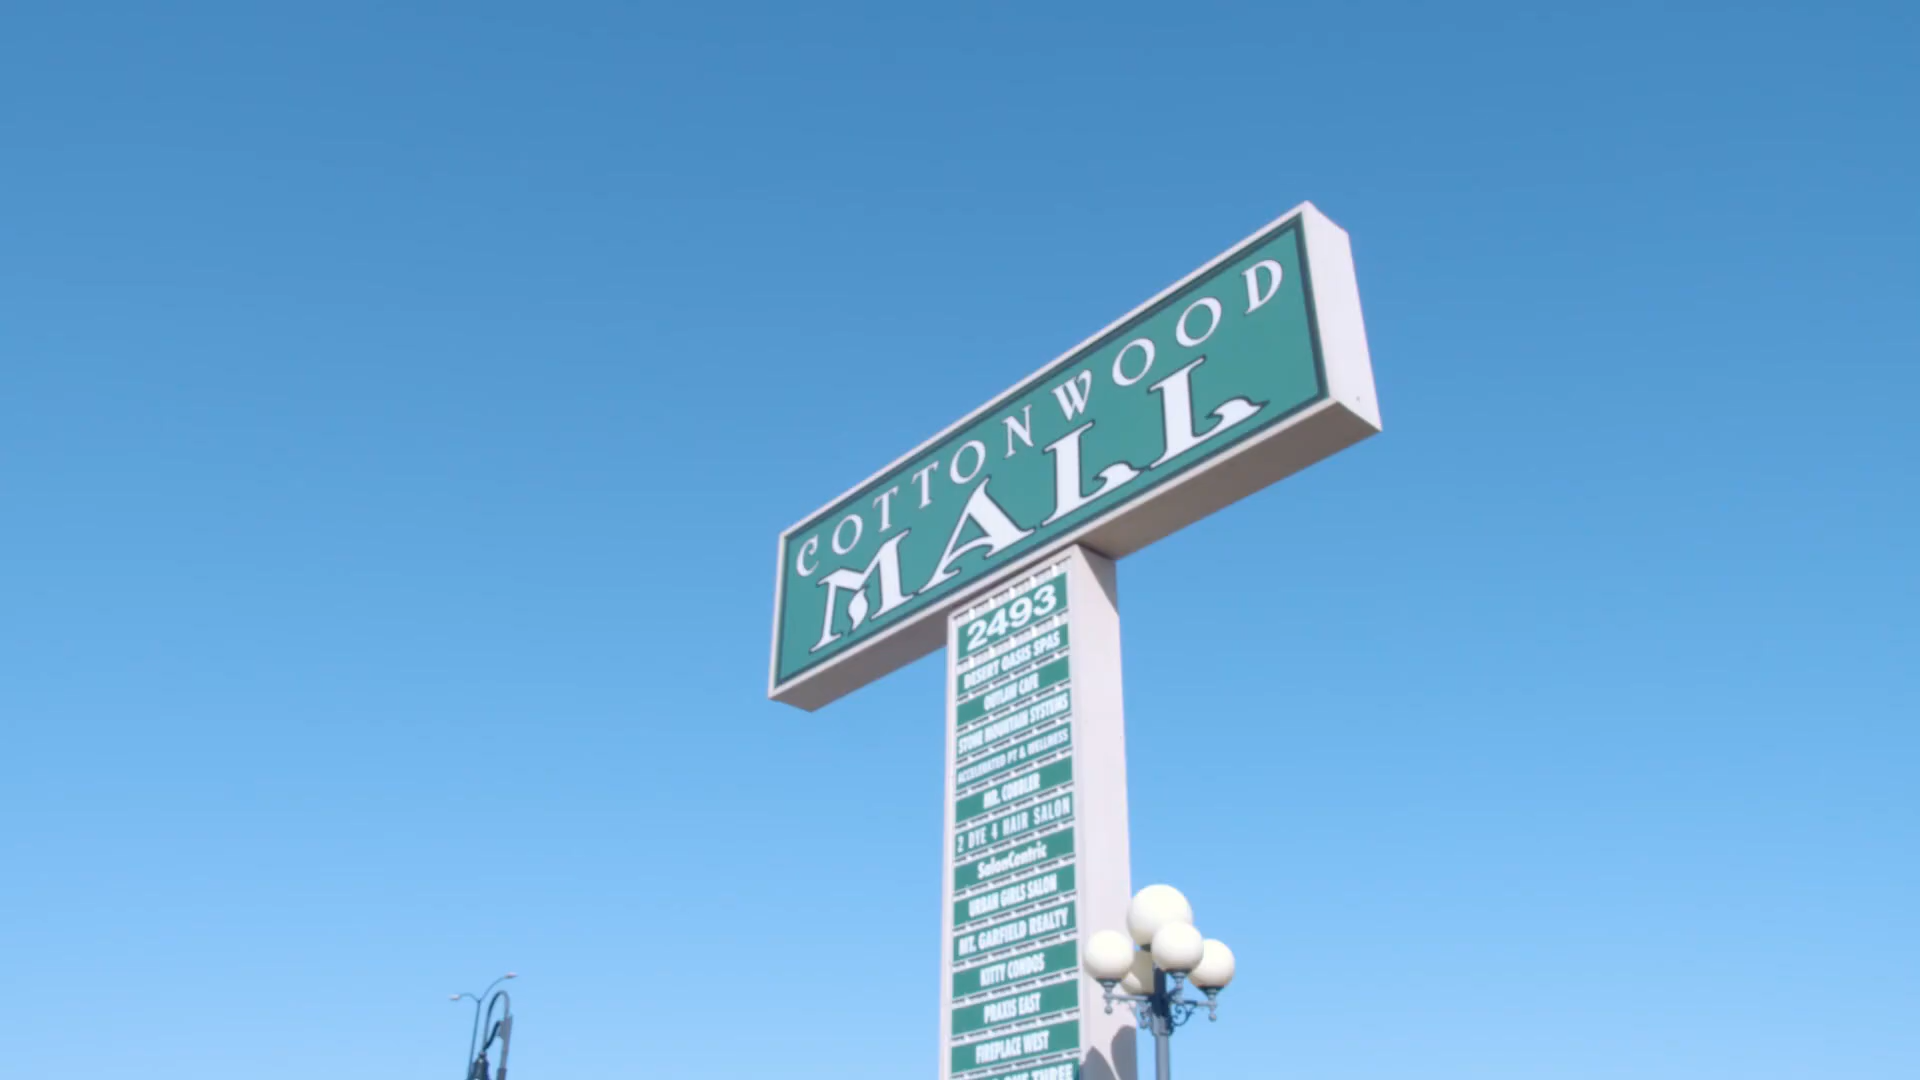 COTTONWOOD
MALL
2493
DESERT OASIS SPAS
OUTLAW CAFE
STONE MOUNTAIN SYSTEMS
ACCELERATED PT & WELLNESS
MR. COBBLER
2 DYE 4 HAIR SALON
SalonCentric
URBAN GIRLS SALON
MT. GARFIELD REALTY
KITTY CONDOS
PRAXIS EAST
FIREPLACE WEST
THREE